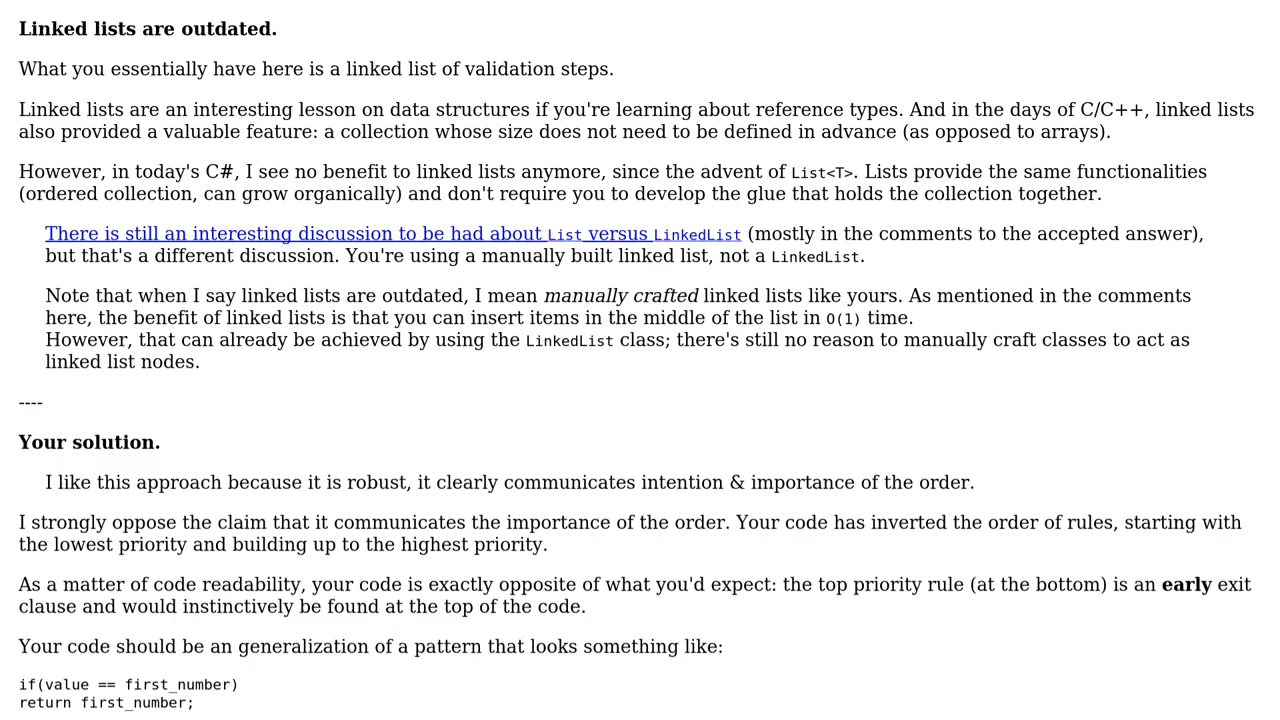 Linked lists are outdated.
What you essentially have here is a linked list of validation steps.
Linked lists are an interesting lesson on data structures if you're learning about reference types. And in the days of C/C++, linked lists
also provided a valuable feature: a collection whose size does not need to be defined in advance (as opposed to arrays).
However, in today's C#, I see no benefit to linked lists anymore, since the advent of List<T>. Lists provide the same functionalities
(ordered collection, can grow organically) and don't require you to develop the glue that holds the collection together.
There is still an interesting discussion to be had about List versus LinkedList (mostly in the comments to the accepted answer),
but that's a different discussion. You're using a manually built linked list, not a LinkedList.
Note that when I say linked lists are outdated, I mean manually crafted linked lists like yours. As mentioned in the comments
here, the benefit of linked lists is that you can insert items in the middle of the list in O(1) time.
However, that can already be achieved by using the LinkedList class; there's still no reason to manually craft classes to act as
linked list nodes.
----
Your solution.
I like this approach because it is robust, it clearly communicates intention & importance of the order.
I strongly oppose the claim that it communicates the importance of the order. Your code has inverted the order of rules, starting with
the lowest priority and building up to the highest priority.
As a matter of code readability, your code is exactly opposite of what you'd expect: the top priority rule (at the bottom) is an early exit
clause and would instinctively be found at the top of the code.
Your code should be an generalization of a pattern that looks something like:
if(value == first_number)
return first_number;